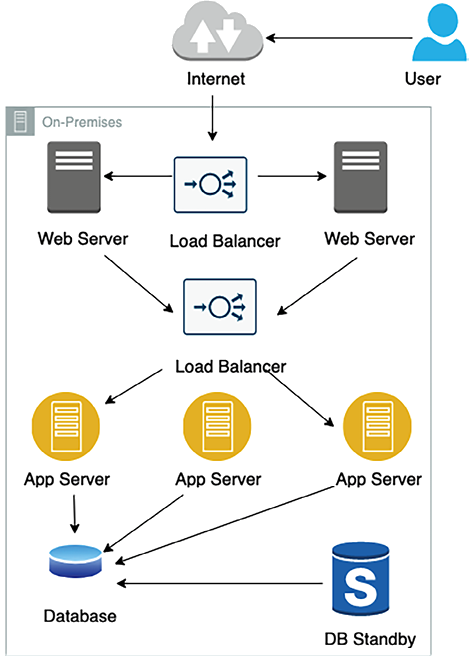 Internet
User
On-Premises
Web Server
Load Balancer
Web Server
Load Balancer
App Server
App Server
App Server
Database
S
DB Standby